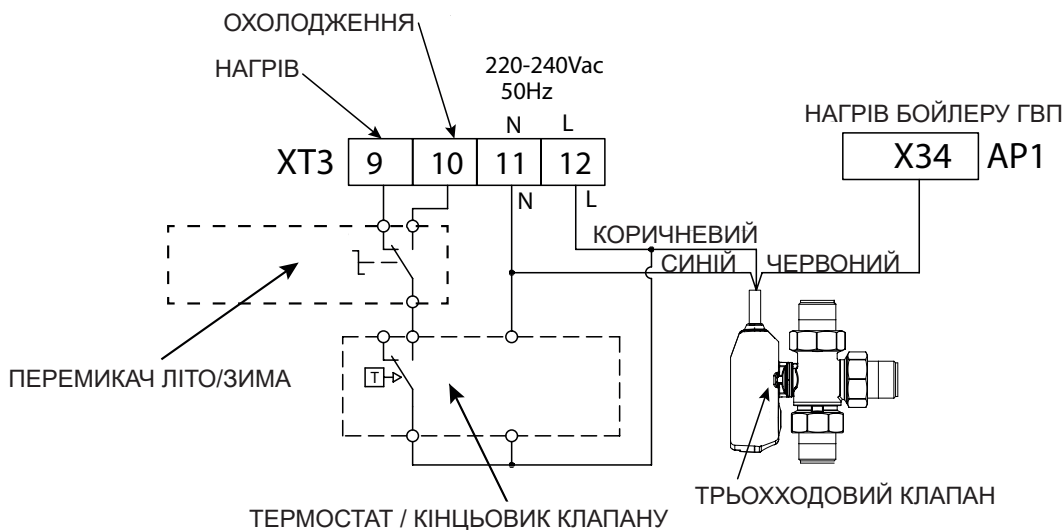 ОХОЛОДЖЕННЯ
НАГРІВ
220-240Vac
50Hz
N L
НАГРІВ БОЙЛЕРУ ГВП
XT3 9 10 11 12
X34 AP1
N L
КОРИЧНЕВИЙ
СИНІЙ ЧЕРВОНИЙ
ПЕРЕМИКАЧ ЛІТО/ЗИМА
T
ТРЬОХХОДОВИЙ КЛАПАН
ТЕРМОСТАТ / КІНЦЬОВИК КЛАПАНУ